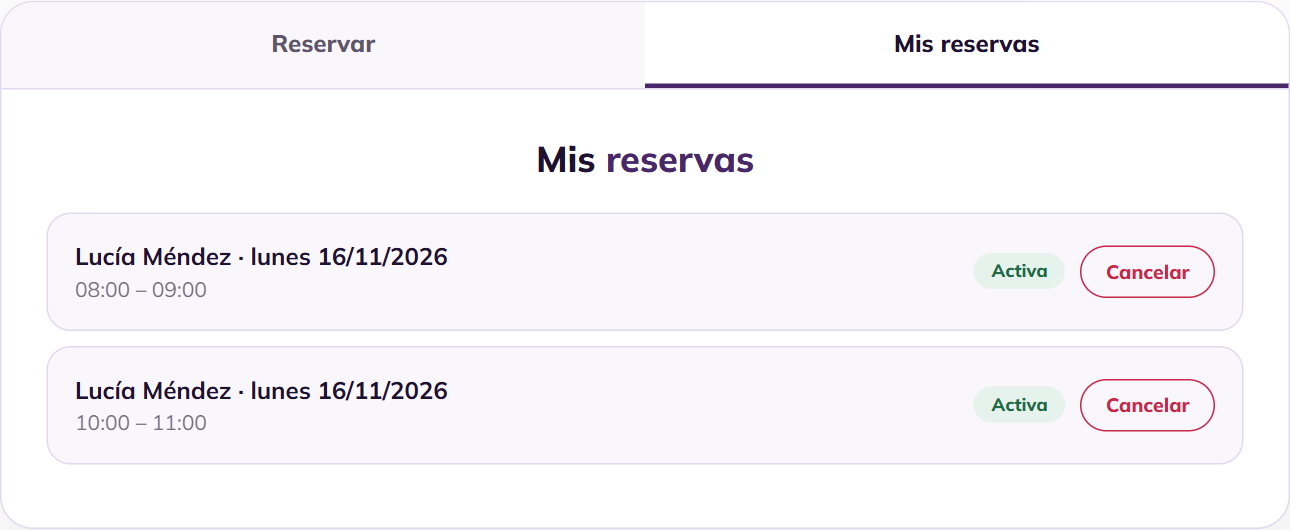 Reservar
Mis reservas
Mis reservas
Lucía Méndez · lunes 16/11/2026
08:00 – 09:00
Activa
Cancelar
Lucía Méndez · lunes 16/11/2026
10:00 – 11:00
Activa
Cancelar